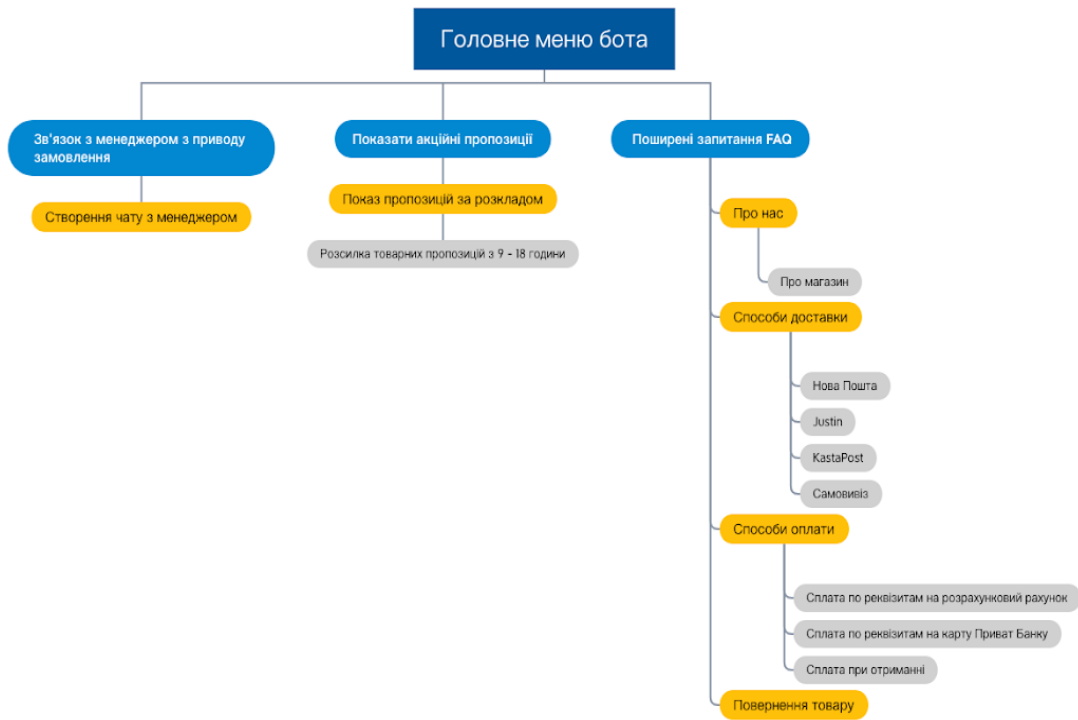 Головне меню бота
Зв'язок з менеджером з приводу
замовлення
Створення чату з менеджером
Показати акційні пропозиції
Показ пропозицій за розкладом
Розсилка товарних пропозицій з 9 - 18 години
Поширені запитання FAQ
Про нас
Про магазин
Способи доставки
Нова Пошта
Justin
KastaPost
Самовивіз
Способи оплати
Сплата по реквізитам на розрахунковий рахунок
Сплата по реквізитам на карту Приват Банку
Сплата при отриманні
Повернення товару